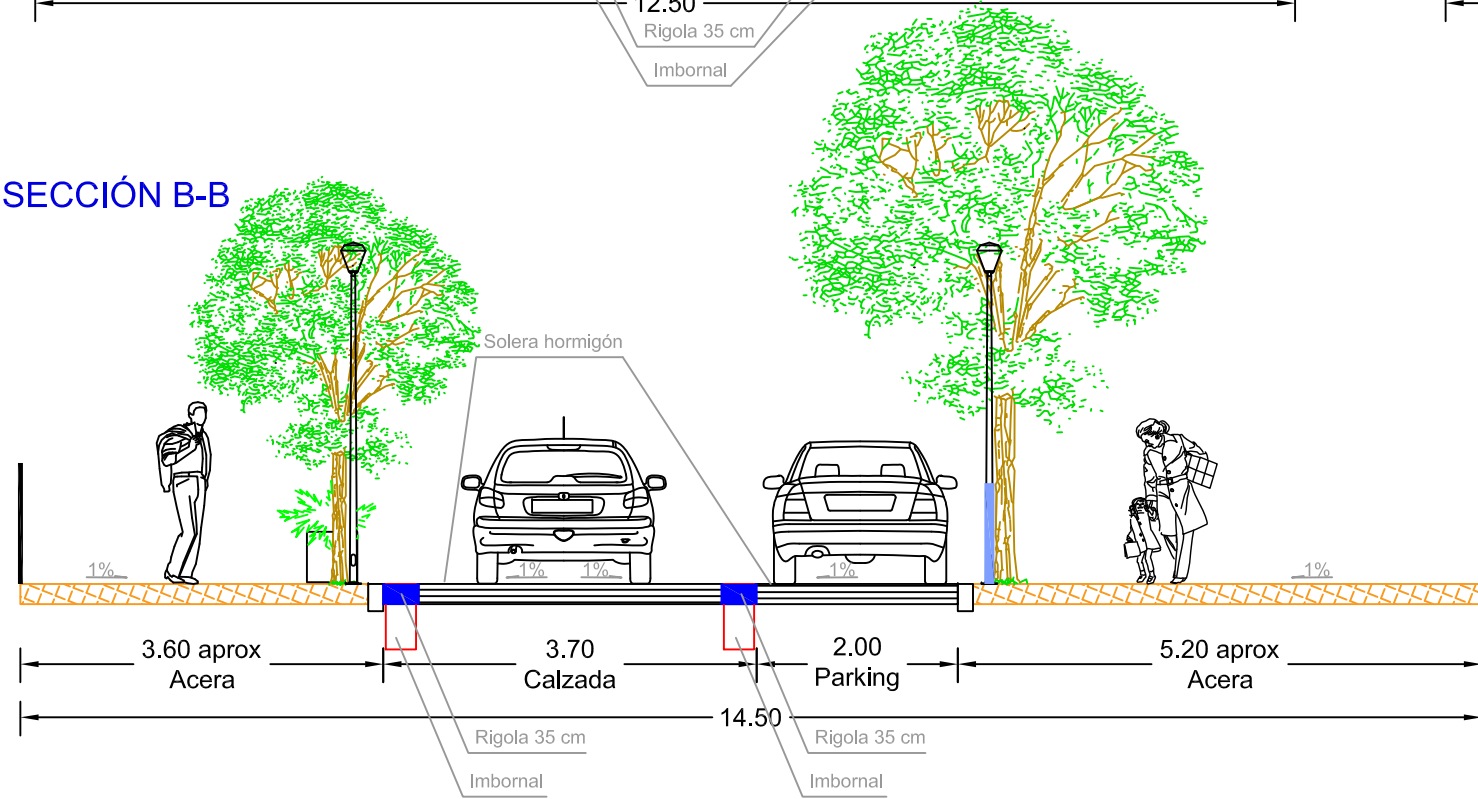 12.50
Rigola 35 cm
Imbornal
SECCIÓN B-B
Solera hormigón
1%
1%
1%
1%
1%
3.60 aprox
Acera
3.70
Calzada
2.00
Parking
5.20 aprox
Acera
14.50
Rigola 35 cm
Rigola 35 cm
Imbornal
Imbornal